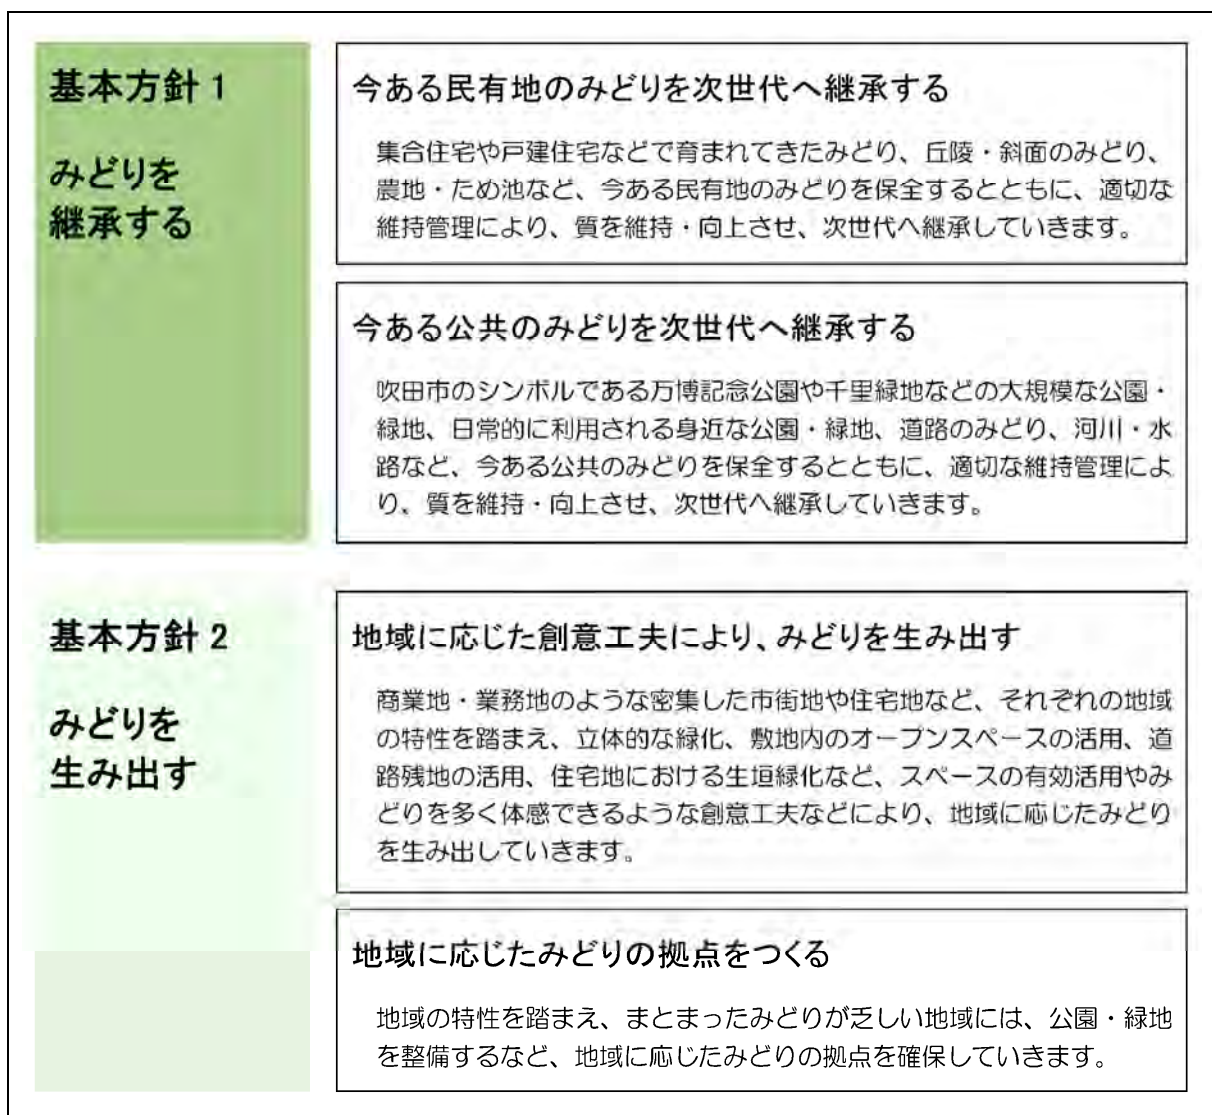 基本方針 1
みどりを
継承する
今ある民有地のみどりを次世代へ継承する
集合住宅や戸建住宅などで育まれてきたみどり、丘陵・斜面のみどり、
農地・ため池など、今ある民有地のみどりを保全するとともに、適切な
維持管理により、質を維持・向上させ、次世代へ継承していきます。
今ある公共のみどりを次世代へ継承する
吹田市のシンボルである万博記念公園や千里緑地などの大規模な公園・
緑地、日常的に利用される身近な公園・緑地、道路のみどり、河川・水
路など、今ある公共のみどりを保全するとともに、適切な維持管理によ
り、質を維持・向上させ、次世代へ継承していきます。
基本方針 2
みどりを
生み出す
地域に応じた創意工夫により、みどりを生み出す
商業地・業務地のような密集した市街地や住宅地など、それぞれの地域
の特性を踏まえ、立体的な緑化、敷地内のオープンスペースの活用、道
路残地の活用、住宅地における生垣緑化など、スペースの有効活用やみ
どりを多く体感できるような創意工夫などにより、地域に応じたみどり
を生み出していきます。
地域に応じたみどりの拠点をつくる
地域の特性を踏まえ、まとまったみどりが乏しい地域には、公園・緑地
を整備するなど、地域に応じたみどりの拠点を確保していきます。